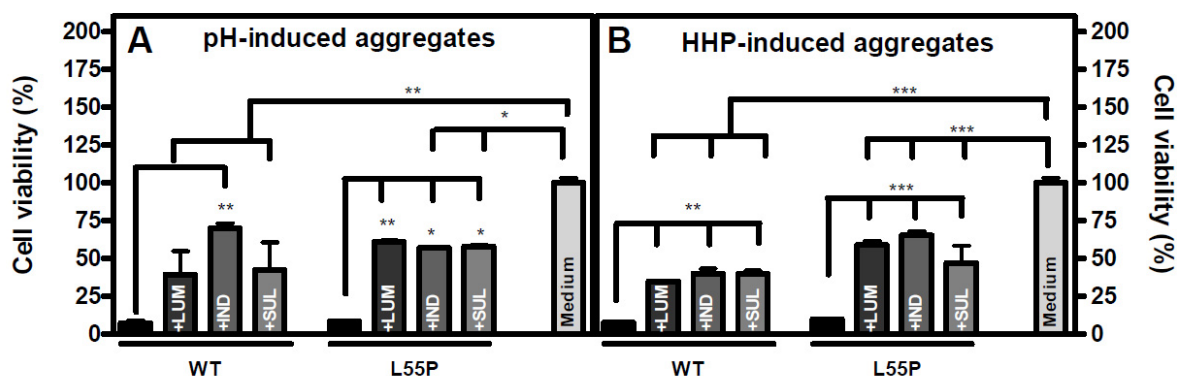 A pH-induced aggregates
B HHP-induced aggregates
Cell viability (%)
200
175
150
125
100
75
50
25
0
** 
*
**
**
*
*
+LUM
+IND
+SUL
+LUM
+IND
+SUL
Medium
WT
L55P
***
***
**
***
+LUM
+IND
+SUL
+LUM
+IND
+SUL
Medium
WT
L55P
200
175
150
125
100
75
50
25
0
Cell viability (%)